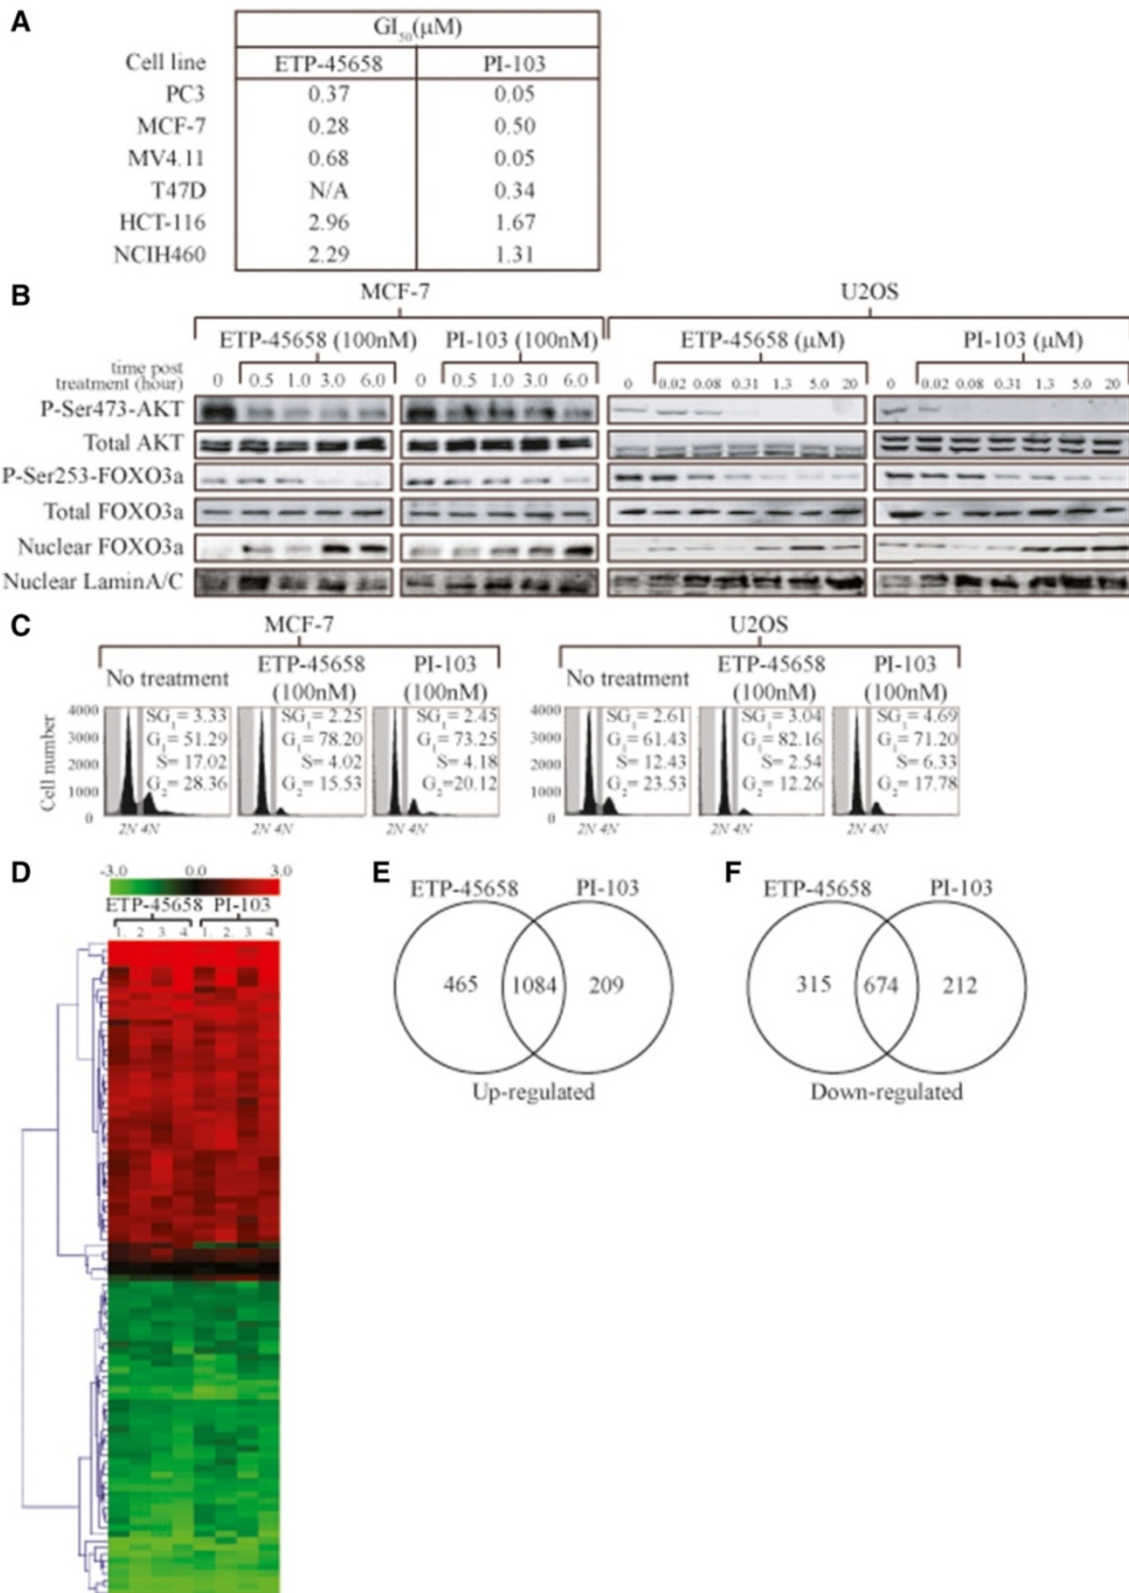 A
GI50(μM)
Cell line ETP-45658 PI-103
PC3 0.37 0.05
MCF-7 0.28 0.50
MV4.11 0.68 0.05
T47D N/A 0.34
HCT-116 2.96 1.67
NCIH460 2.29 1.31
B
MCF-7 U2OS
ETP-45658 (100nM) PI-103 (100nM) ETP-45658 (μM) PI-103 (μM)
time post
treatment (hour) 0 0.5 1.0 3.0 6.0 0 0.5 1.0 3.0 6.0 0 0.02 0.08 0.31 1.3 5.0 20 0 0.02 0.08 0.31 1.3 5.0 20
P-Ser473-AKT
Total AKT
P-Ser253-FOXO3a
Total FOXO3a
Nuclear FOXO3a
Nuclear LaminA/C
C
MCF-7 U2OS
No treatment ETP-45658 (100nM) PI-103 (100nM) No treatment ETP-45658 (100nM) PI-103 (100nM)
Cell number
4000 3000 2000 1000 0
SG1= 3.33 G1= 51.29 S= 17.02 G2= 28.36
2N 4N
SG1= 2.25 G1= 78.20 S= 4.02 G2= 15.53
2N 4N
SG1= 2.45 G1= 73.25 S= 4.18 G2=20.12
2N 4N
4000 3000 2000 1000 0
SG1= 2.61 G1= 61.43 S= 12.43 G2= 23.53
2N 4N
SG1= 3.04 G1= 82.16 S= 2.54 G2= 12.26
2N 4N
SG1= 4.69 G1= 71.20 S= 6.33 G2= 17.78
2N 4N
D
-3.0 0.0 3.0
ETP-45658 PI-103
1. 2 3. 4 1. 2. 3. 4
E
ETP-45658 PI-103
465 1084 209
Up-regulated
F
ETP-45658 PI-103
315 674 212
Down-regulated